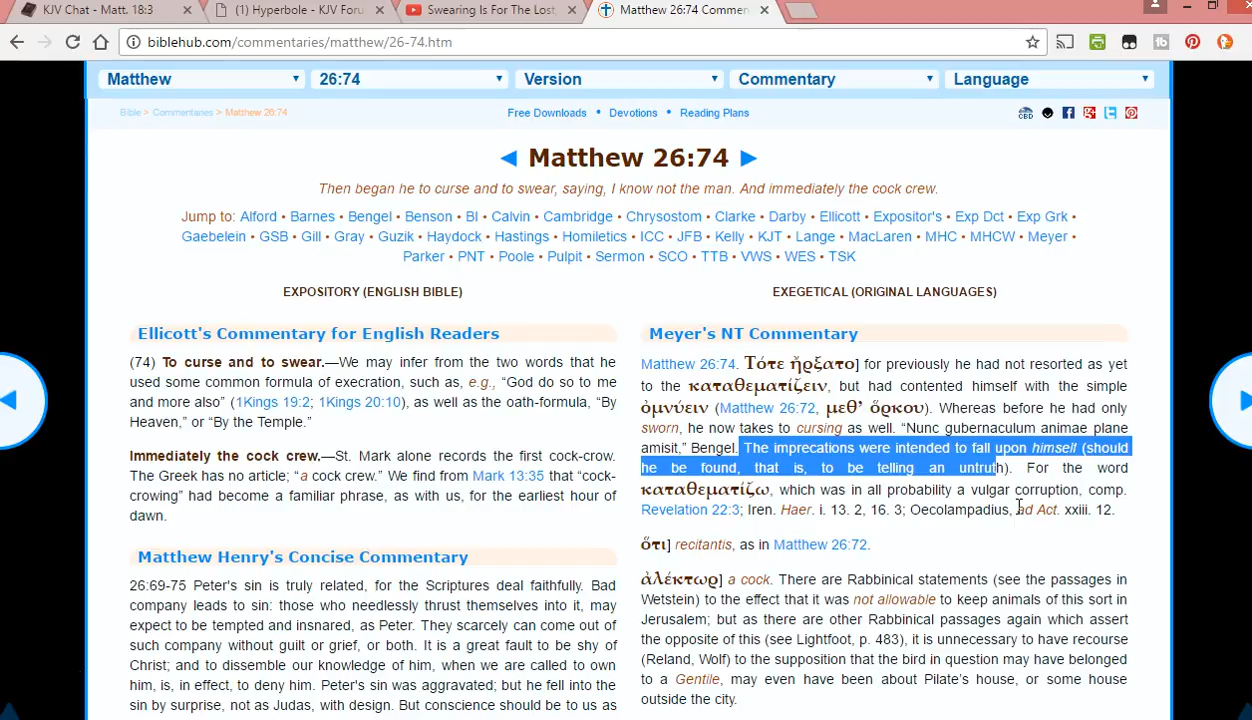 KJV Chat - Matt. 18:3
(1) Hyperbole - KJV Foru
Swearing Is For The Lost
Matthew 26:74 Commen
biblehub.com/commentaries/matthew/26-74.htm
Matthew
26:74
Version
Commentary
Language
Bible > Commentaries > Matthew 26:74
Free Downloads • Devotions • Reading Plans
CBD
Matthew 26:74
Then began he to curse and to swear, saying, I know not the man. And immediately the cock crew.
Jump to: Alford • Barnes • Bengel • Benson • BI • Calvin • Cambridge • Chrysostom • Clarke • Darby • Ellicott • Expositor's • Exp Dct • Exp Grk •
Gaebelein • GSB • Gill • Gray • Guzik • Haydock • Hastings • Homiletics • ICC • JFB • Kelly • KJT • Lange • MacLaren • MHC • MHCW • Meyer •
Parker • PNT • Poole • Pulpit • Sermon • SCO • TTB • VWS • WES • TSK
EXPOSITORY (ENGLISH BIBLE)
Ellicott's Commentary for English Readers
(74) To curse and to swear.—We may infer from the two words that he
used some common formula of execration, such as, e.g., “God do so to me
and more also” (1Kings 19:2; 1Kings 20:10), as well as the oath-formula, “By
Heaven,” or “By the Temple.”
Immediately the cock crew.—St. Mark alone records the first cock-crow.
The Greek has no article; “a cock crew.” We find from Mark 13:35 that “cock-
crowing” had become a familiar phrase, as with us, for the earliest hour of
dawn.
Matthew Henry's Concise Commentary
26:69-75 Peter's sin is truly related, for the Scriptures deal faithfully. Bad
company leads to sin: those who needlessly thrust themselves into it, may
expect to be tempted and insnared, as Peter. They scarcely can come out of
such company without guilt or grief, or both. It is a great fault to be shy of
Christ; and to dissemble our knowledge of him, when we are called to own
him, is, in effect, to deny him. Peter's sin was aggravated; but he fell into the
sin by surprise, not as Judas, with design. But conscience should be to us as
EXEGETICAL (ORIGINAL LANGUAGES)
Meyer's NT Commentary
Matthew 26:74. Τότε ἤρξατο] for previously he had not resorted as yet
to the καταθεματίζειν, but had contented himself with the simple
ὀμνύειν (Matthew 26:72, μεθʼ ὅρκου). Whereas before he had only
sworn, he now takes to cursing as well. “Nunc gubernaculum animae plane
amisit,” Bengel. The imprecations were intended to fall upon himself (should
he be found, that is, to be telling an untruth). For the word
καταθεματίζω, which was in all probability a vulgar corruption, comp.
Revelation 22:3; Iren. Haer. i. 13. 2, 16. 3; Oecolampadius, ad Act. xxiii. 12.
ὅτι] recitantis, as in Matthew 26:72.
ἀλέκτωρ] a cock. There are Rabbinical statements (see the passages in
Wetstein) to the effect that it was not allowable to keep animals of this sort in
Jerusalem; but as there are other Rabbinical passages again which assert
the opposite of this (see Lightfoot, p. 483), it is unnecessary to have recourse
(Reland, Wolf) to the supposition that the bird in question may have belonged
to a Gentile, may even have been about Pilate's house, or some house
outside the city.